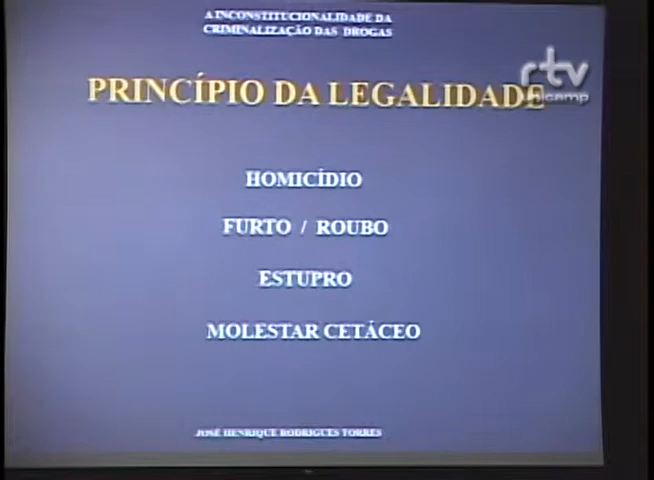 A INCONSTITUCIONALIDADE DA
CRIMINALIZAÇÃO DAS DROGAS
rtv
unicamp
PRINCÍPIO DA LEGALIDADE
HOMICÍDIO
FURTO / ROUBO
ESTUPRO
MOLESTAR CETÁCEO
JOSÉ HENRIQUE RODRIGUES TORRES